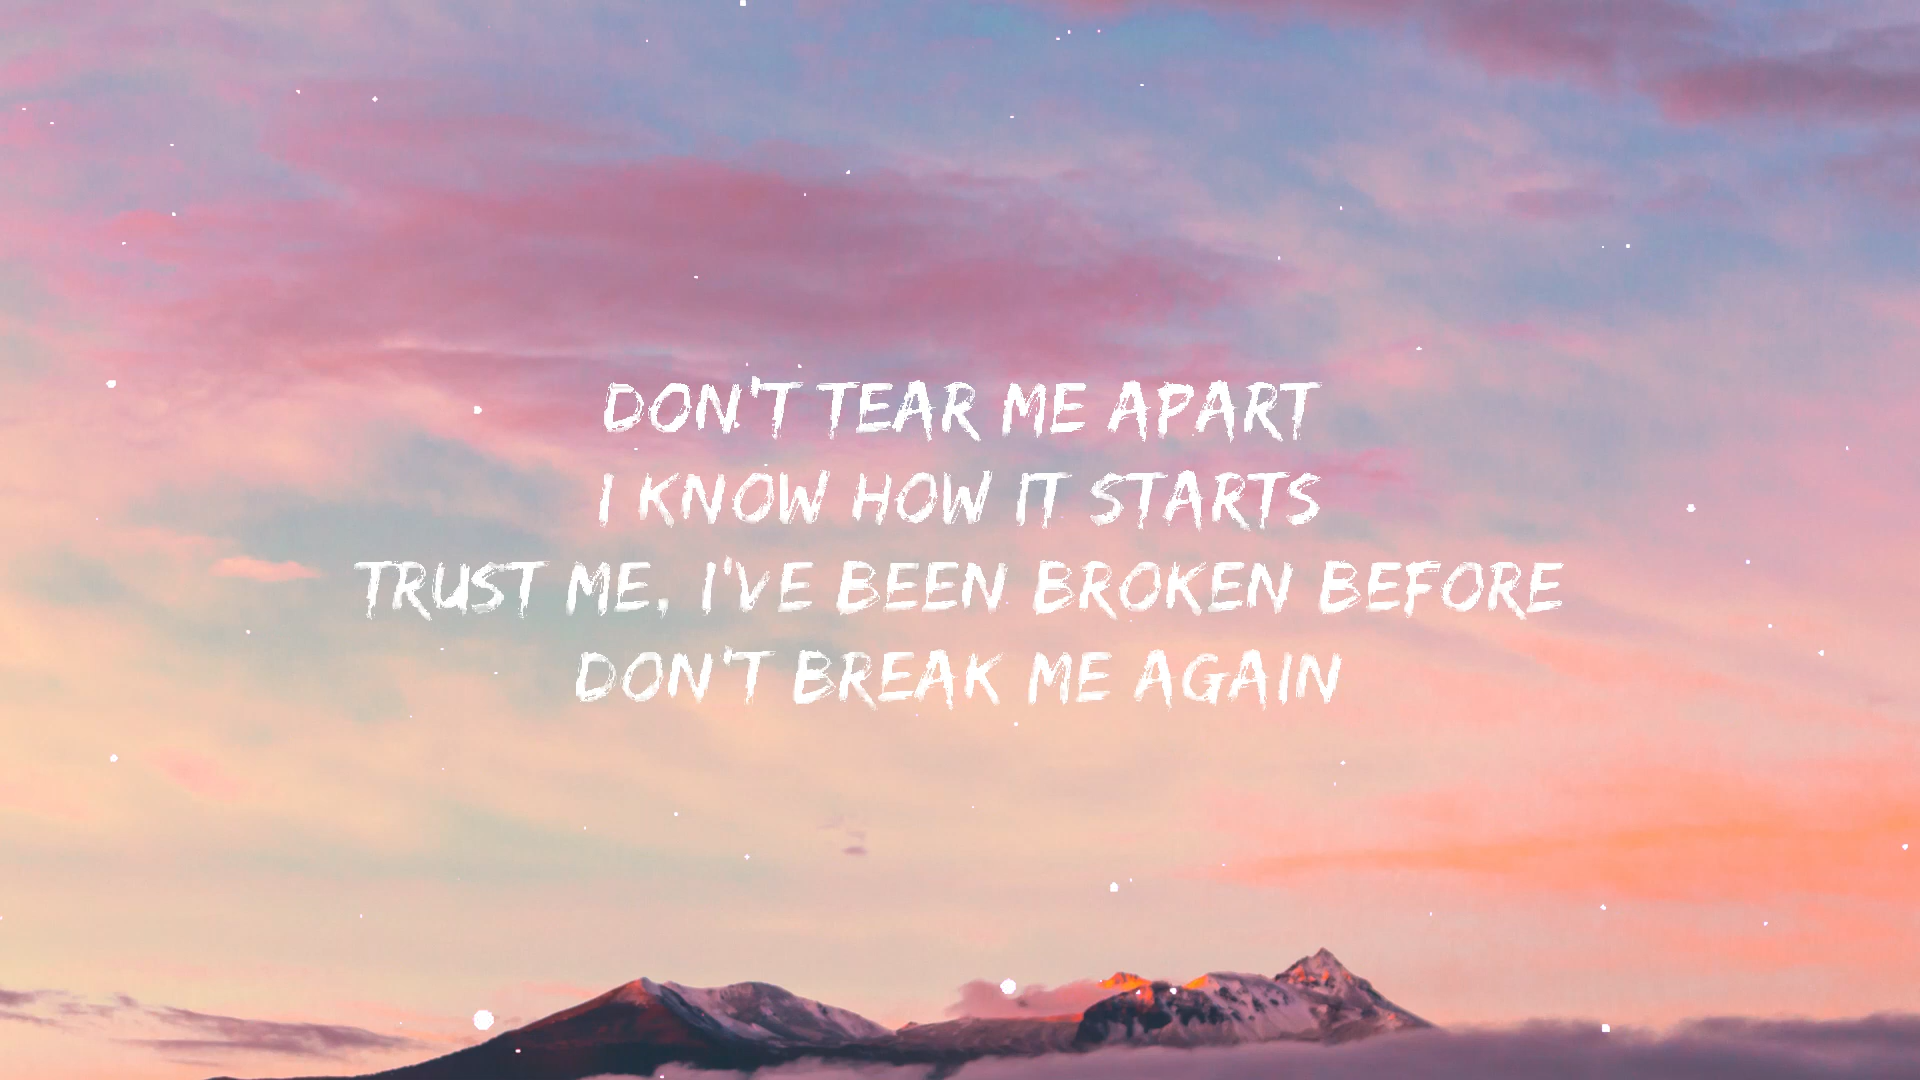 DON'T TEAR ME APART
I KNOW HOW IT STARTS
TRUST ME, I'VE BEEN BROKEN BEFORE
DON'T BREAK ME AGAIN